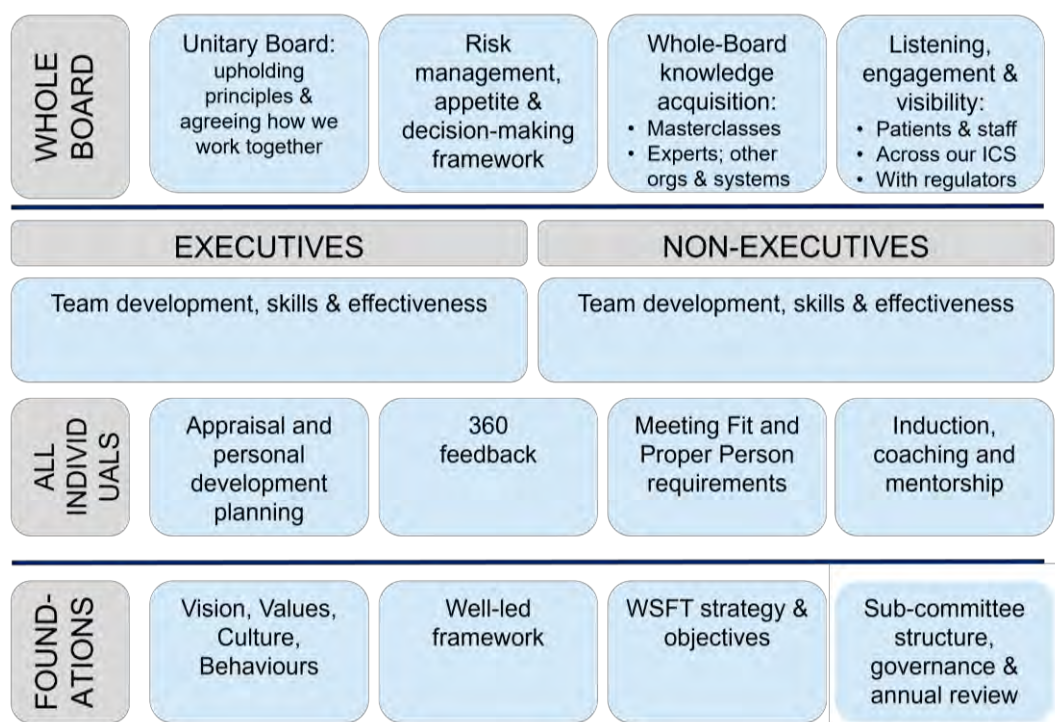 WHOLE
BOARD
Unitary Board:
upholding
principles &
agreeing how we
work together
Risk
management,
appetite &
decision-making
framework
Whole-Board
knowledge
acquisition:
• Masterclasses
• Experts; other
orgs & systems
Listening,
engagement &
visibility:
• Patients & staff
• Across our ICS
• With regulators
EXECUTIVES
NON-EXECUTIVES
Team development, skills & effectiveness
Team development, skills & effectiveness
ALL
INDIVID
UALS
Appraisal and
personal
development
planning
360
feedback
Meeting Fit and
Proper Person
requirements
Induction,
coaching and
mentorship
FOUND-
ATIONS
Vision, Values,
Culture,
Behaviours
Well-led
framework
WSFT strategy &
objectives
Sub-committee
structure,
governance &
annual review